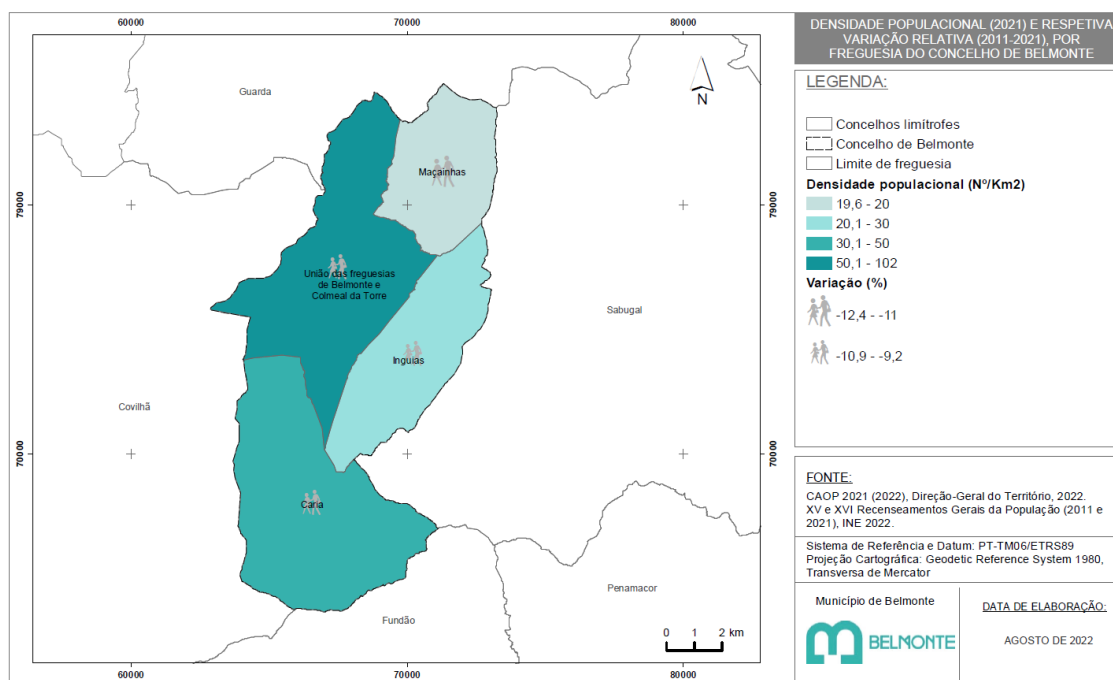 60000
70000
80000
79000
70000
Guarda
Maçainhas
União das freguesias
de Belmonte e
Colmeal da Torre
Inguias
Sabugal
Covilhã
Caria
Penamacor
Fundão
N
0 1 2 km
79000
70000
60000
70000
80000
DENSIDADE POPULACIONAL (2021) E RESPETIVA
VARIAÇÃO RELATIVA (2011-2021), POR
FREGUESIA DO CONCELHO DE BELMONTE
LEGENDA:
Concelhos limítrofes
Concelho de Belmonte
Limite de freguesia
Densidade populacional (Nº/Km2)
19,6 - 20
20,1 - 30
30,1 - 50
50,1 - 102
Variação (%)
-12,4 - -11
-10,9 - -9,2
FONTE:
CAOP 2021 (2022), Direção-Geral do Território, 2022.
XV e XVI Recenseamentos Gerais da População (2011 e
2021), INE 2022.
Sistema de Referência e Datum: PT-TM06/ETRS89
Projeção Cartográfica: Geodetic Reference System 1980,
Transversa de Mercator
Município de Belmonte
BELMONTE
DATA DE ELABORAÇÃO:
AGOSTO DE 2022